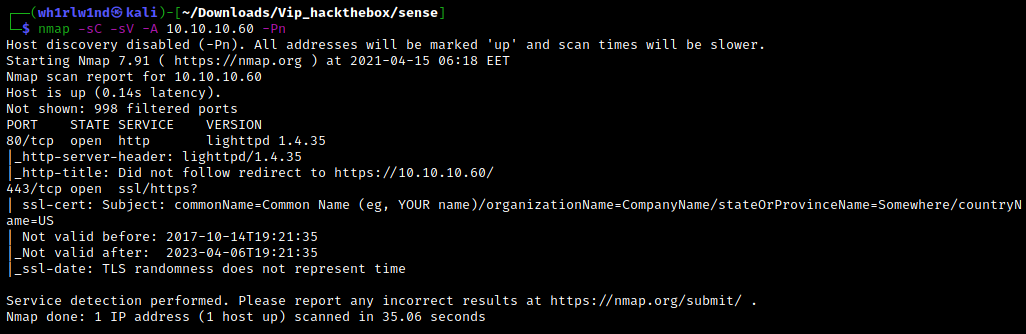 ┌──(wh1rlw1nd㉿kali)-[~/Downloads/Vip_hackthebox/sense]
└─$ nmap -sC -sV -A 10.10.10.60 -Pn
Host discovery disabled (-Pn). All addresses will be marked 'up' and scan times will be slower.
Starting Nmap 7.91 ( https://nmap.org ) at 2021-04-15 06:18 EET
Nmap scan report for 10.10.10.60
Host is up (0.14s latency).
Not shown: 998 filtered ports
PORT    STATE SERVICE    VERSION
80/tcp  open  http       lighttpd 1.4.35
|_http-server-header: lighttpd/1.4.35
|_http-title: Did not follow redirect to https://10.10.10.60/
443/tcp open  ssl/https?
| ssl-cert: Subject: commonName=Common Name (eg, YOUR name)/organizationName=CompanyName/stateOrProvinceName=Somewhere/countryN
ame=US
| Not valid before: 2017-10-14T19:21:35
|_Not valid after:  2023-04-06T19:21:35
|_ssl-date: TLS randomness does not represent time

Service detection performed. Please report any incorrect results at https://nmap.org/submit/ .
Nmap done: 1 IP address (1 host up) scanned in 35.06 seconds